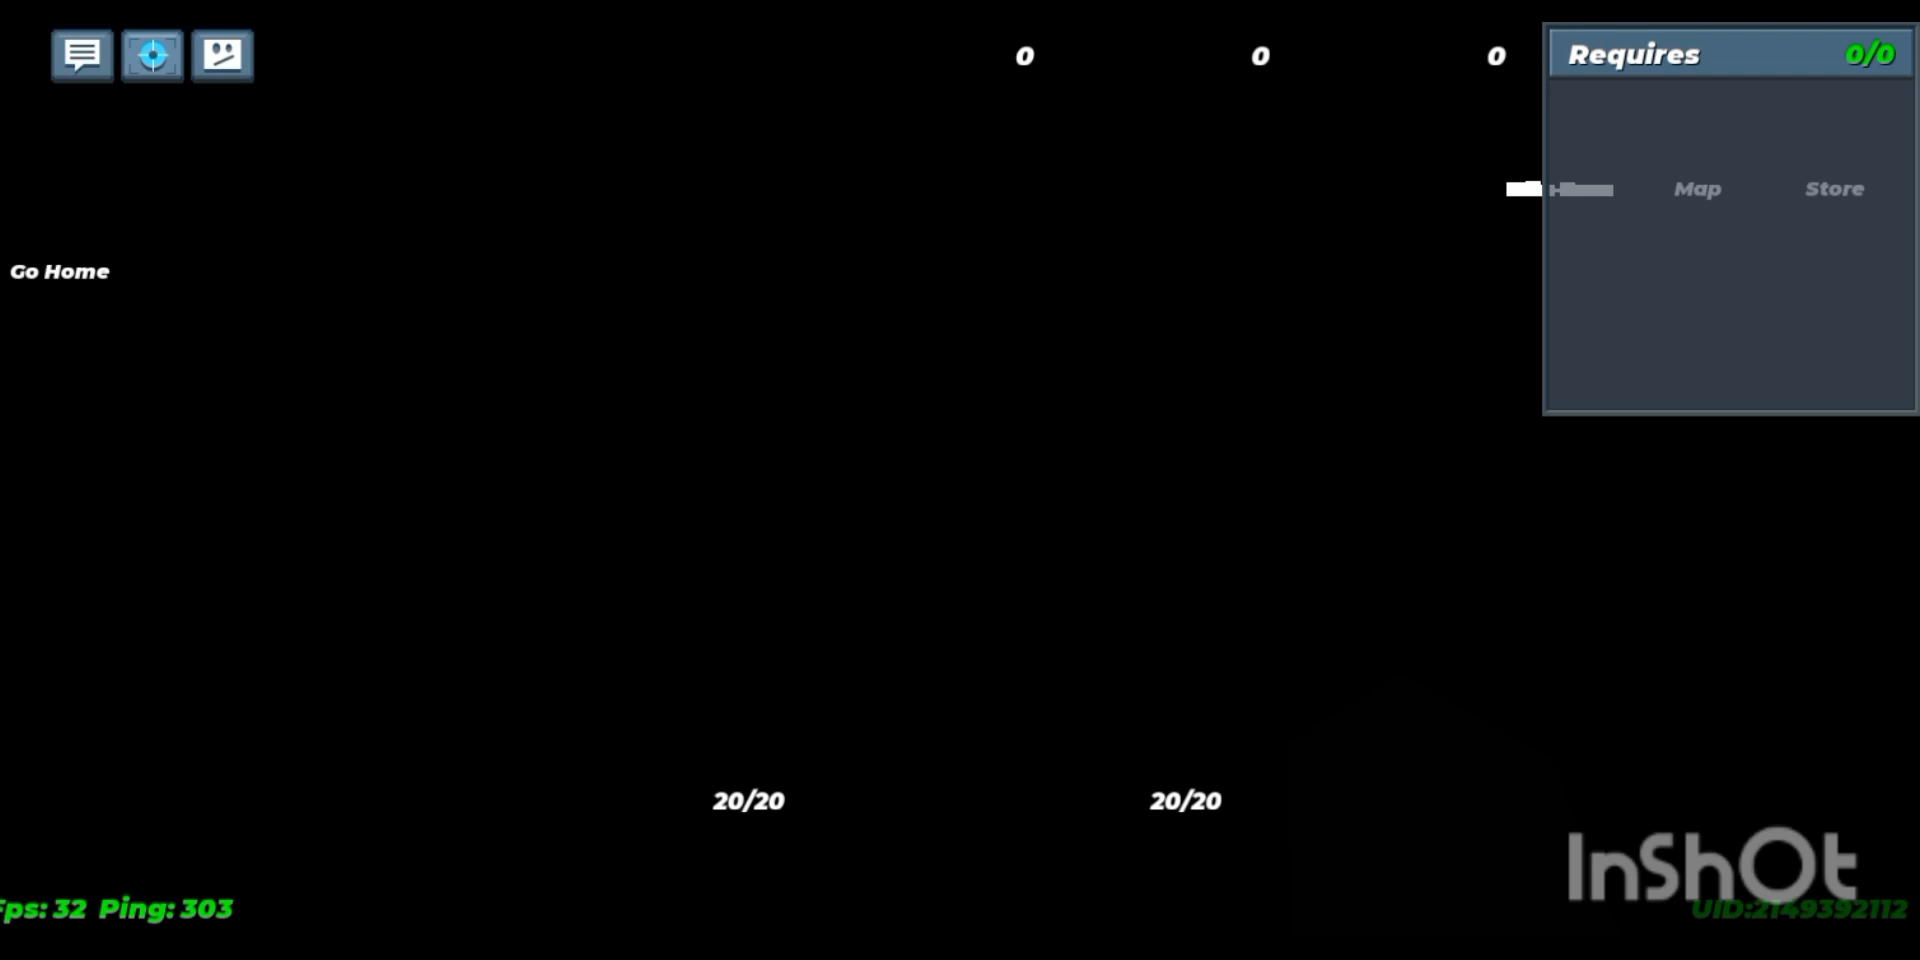 0 0 0
Requires 0/0
Map Store
Go Home
20/20 20/20
Fps: 32 Ping: 303
InShOt
UID:2149392112